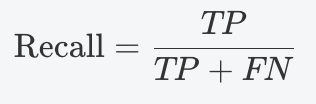 Recall = TP / TP + FN